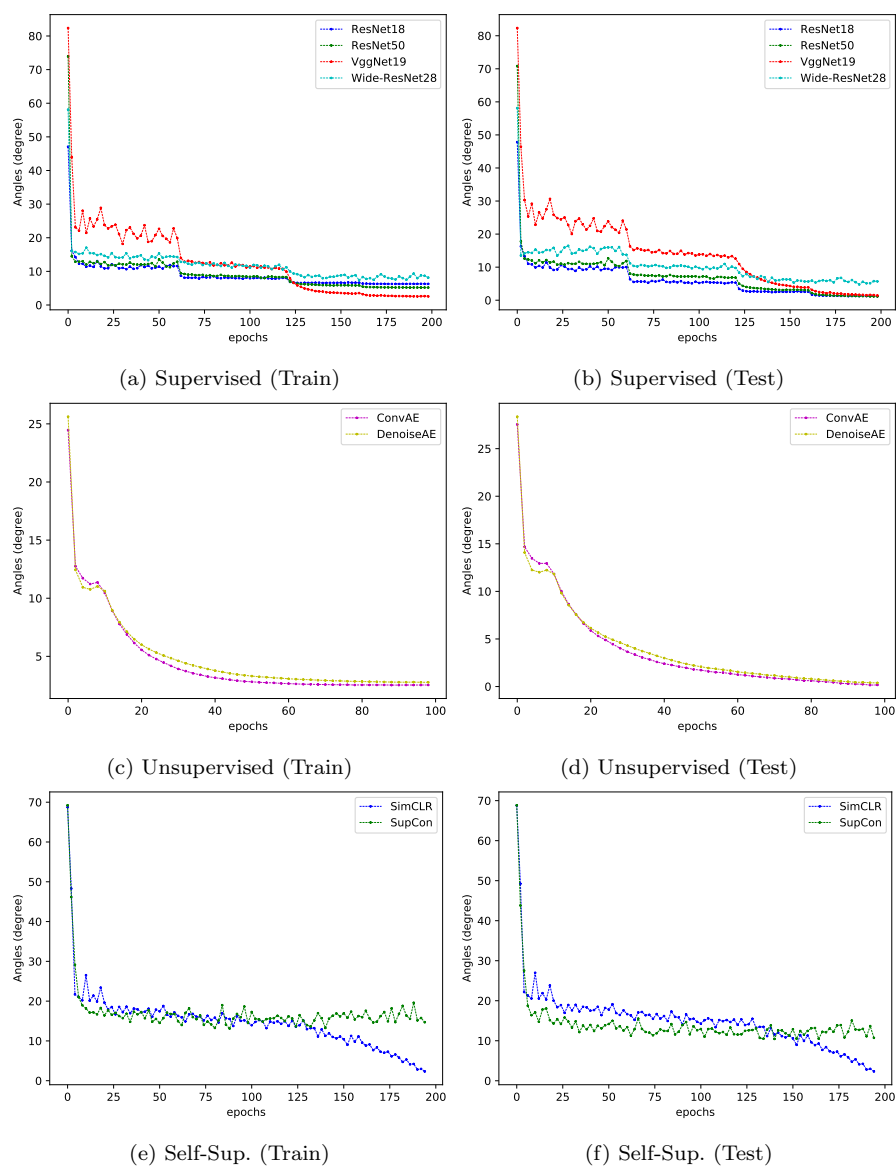 ResNet18
ResNet50
VggNet19
Wide-ResNet28
80
70
60
50
40
30
20
10
0
Angles (degree)
0 25 50 75 100 125 150 175 200
epochs
(a) Supervised (Train)
ResNet18
ResNet50
VggNet19
Wide-ResNet28
80
70
60
50
40
30
20
10
0
Angles (degree)
0 25 50 75 100 125 150 175 200
epochs
(b) Supervised (Test)
ConvAE
DenoiseAE
25
20
15
10
5
Angles (degree)
0 20 40 60 80 100
epochs
(c) Unsupervised (Train)
ConvAE
DenoiseAE
25
20
15
10
5
0
Angles (degree)
0 20 40 60 80 100
epochs
(d) Unsupervised (Test)
SimCLR
SupCon
70
60
50
40
30
20
10
0
Angles (degree)
0 25 50 75 100 125 150 175 200
epochs
(e) Self-Sup. (Train)
SimCLR
SupCon
70
60
50
40
30
20
10
0
Angles (degree)
0 25 50 75 100 125 150 175 200
epochs
(f) Self-Sup. (Test)